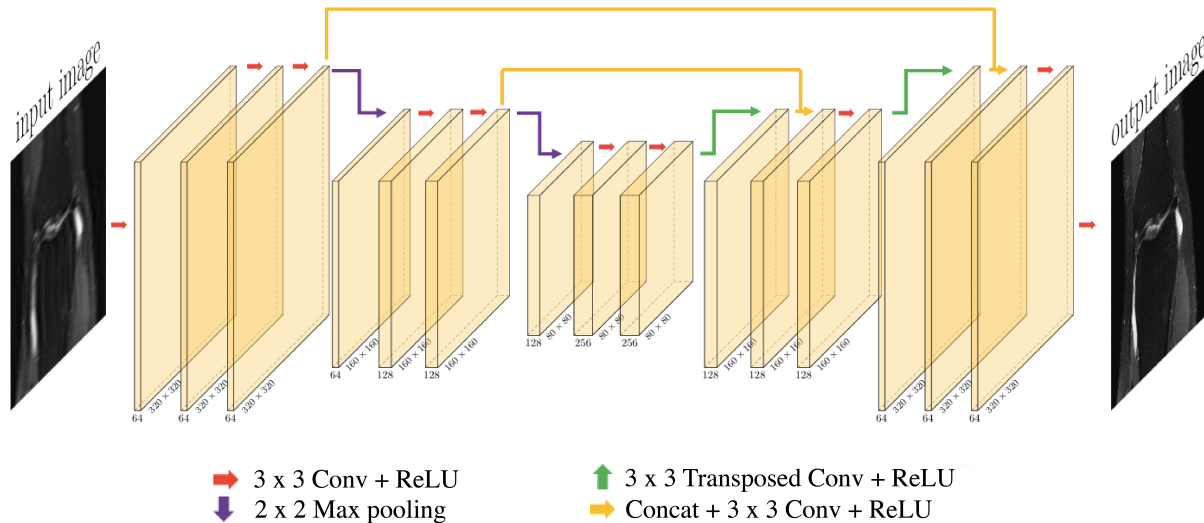 input image
output image
64 320 × 320 64 320 × 320 64 320 × 320
64 160 × 160 128 160 × 160 128 160 × 160
128 80 × 80 256 80 × 80 256 80 × 80
128 160 × 160 128 160 × 160 128 160 × 160
64 320 × 320 64 320 × 320 64 320 × 320
3 x 3 Conv + ReLU
2 x 2 Max pooling
3 x 3 Transposed Conv + ReLU
Concat + 3 x 3 Conv + ReLU